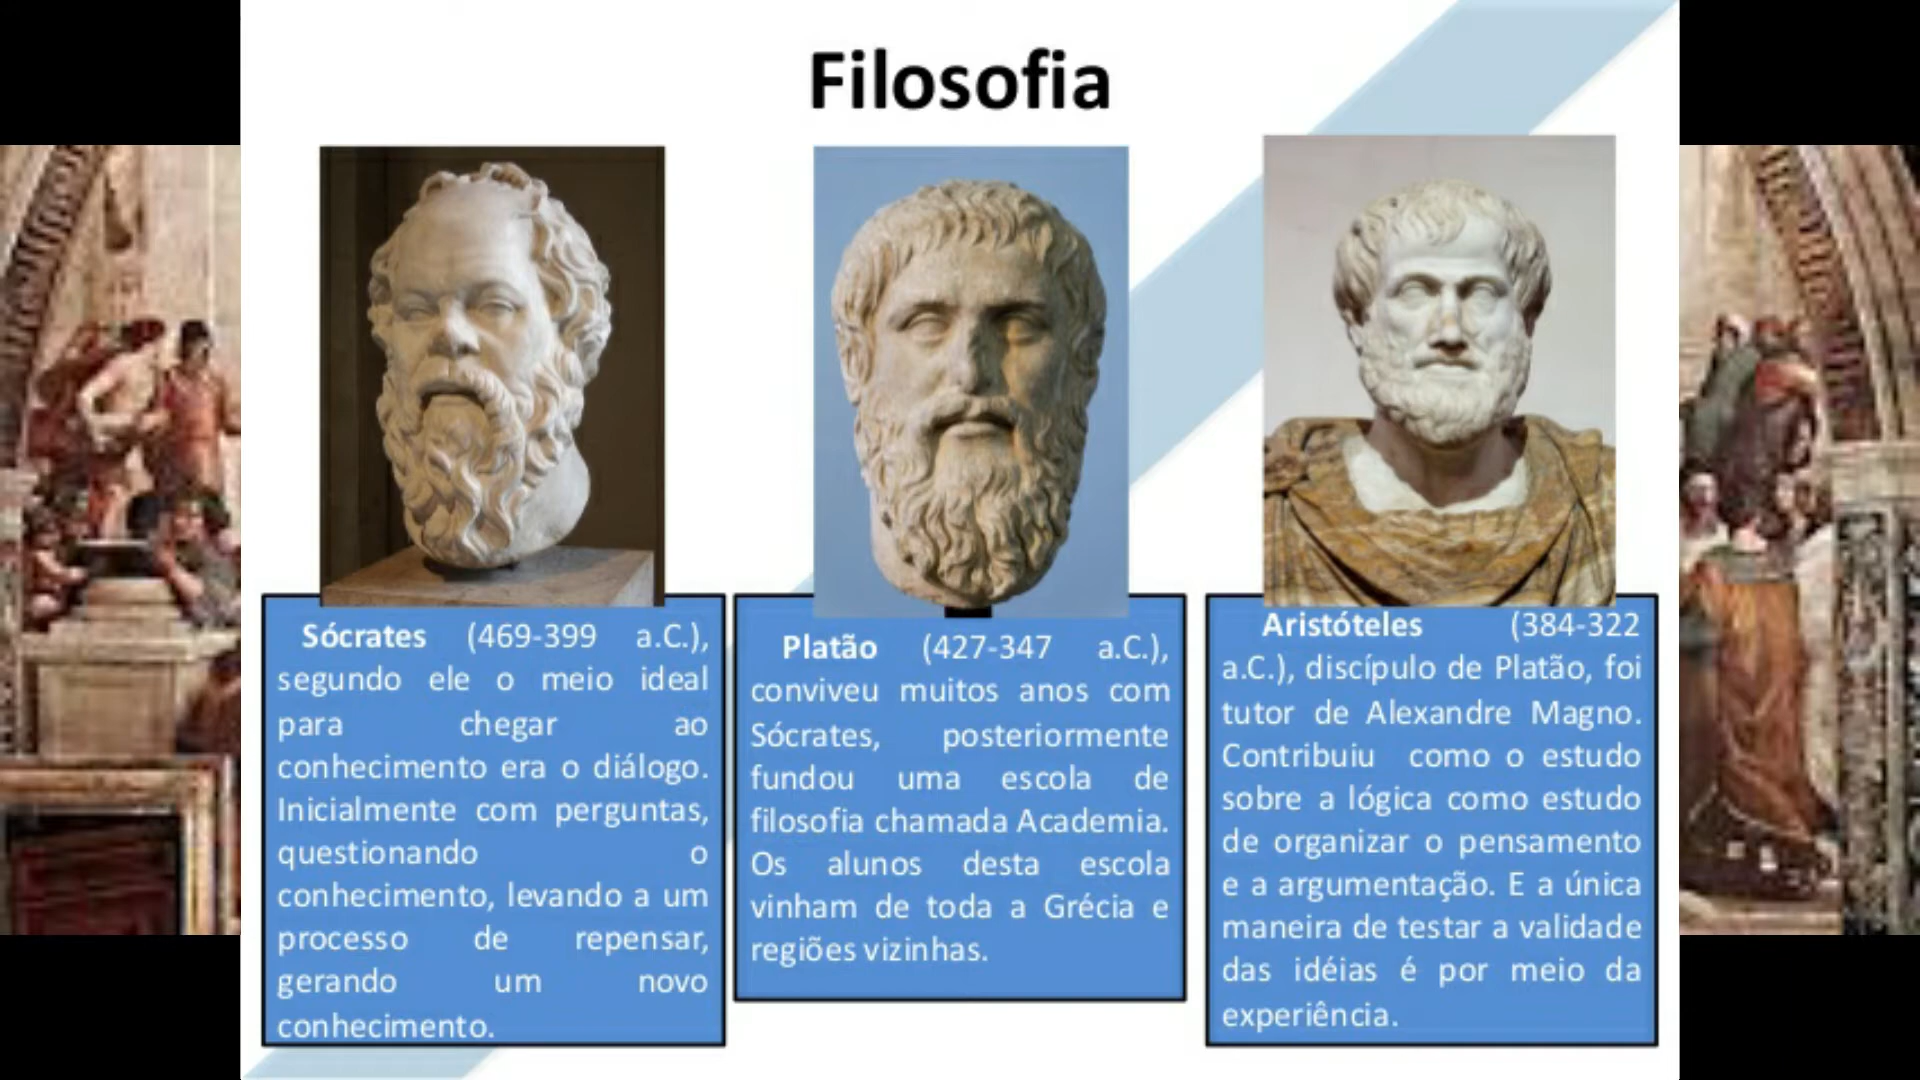 Filosofia
Sócrates (469-399 a.C.),
segundo ele o meio ideal
para chegar ao
conhecimento era o diálogo.
Inicialmente com perguntas,
questionando o
conhecimento, levando a um
processo de repensar,
gerando um novo
conhecimento.
Platão (427-347 a.C.),
conviveu muitos anos com
Sócrates, posteriormente
fundou uma escola de
filosofia chamada Academia.
Os alunos desta escola
vinham de toda a Grécia e
regiões vizinhas.
Aristóteles (384-322
a.C.), discípulo de Platão, foi
tutor de Alexandre Magno.
Contribuiu como o estudo
sobre a lógica como estudo
de organizar o pensamento
e a argumentação. E a única
maneira de testar a validade
das idéias é por meio da
experiência.